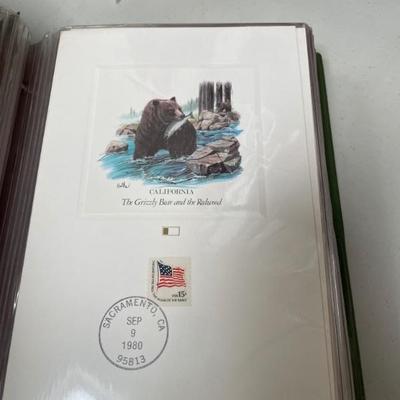 CALIFORNIA
The Grizzly Bear and the Redwood
USA 15c
SACRAMENTO, CA
SEP
9
1980
95813